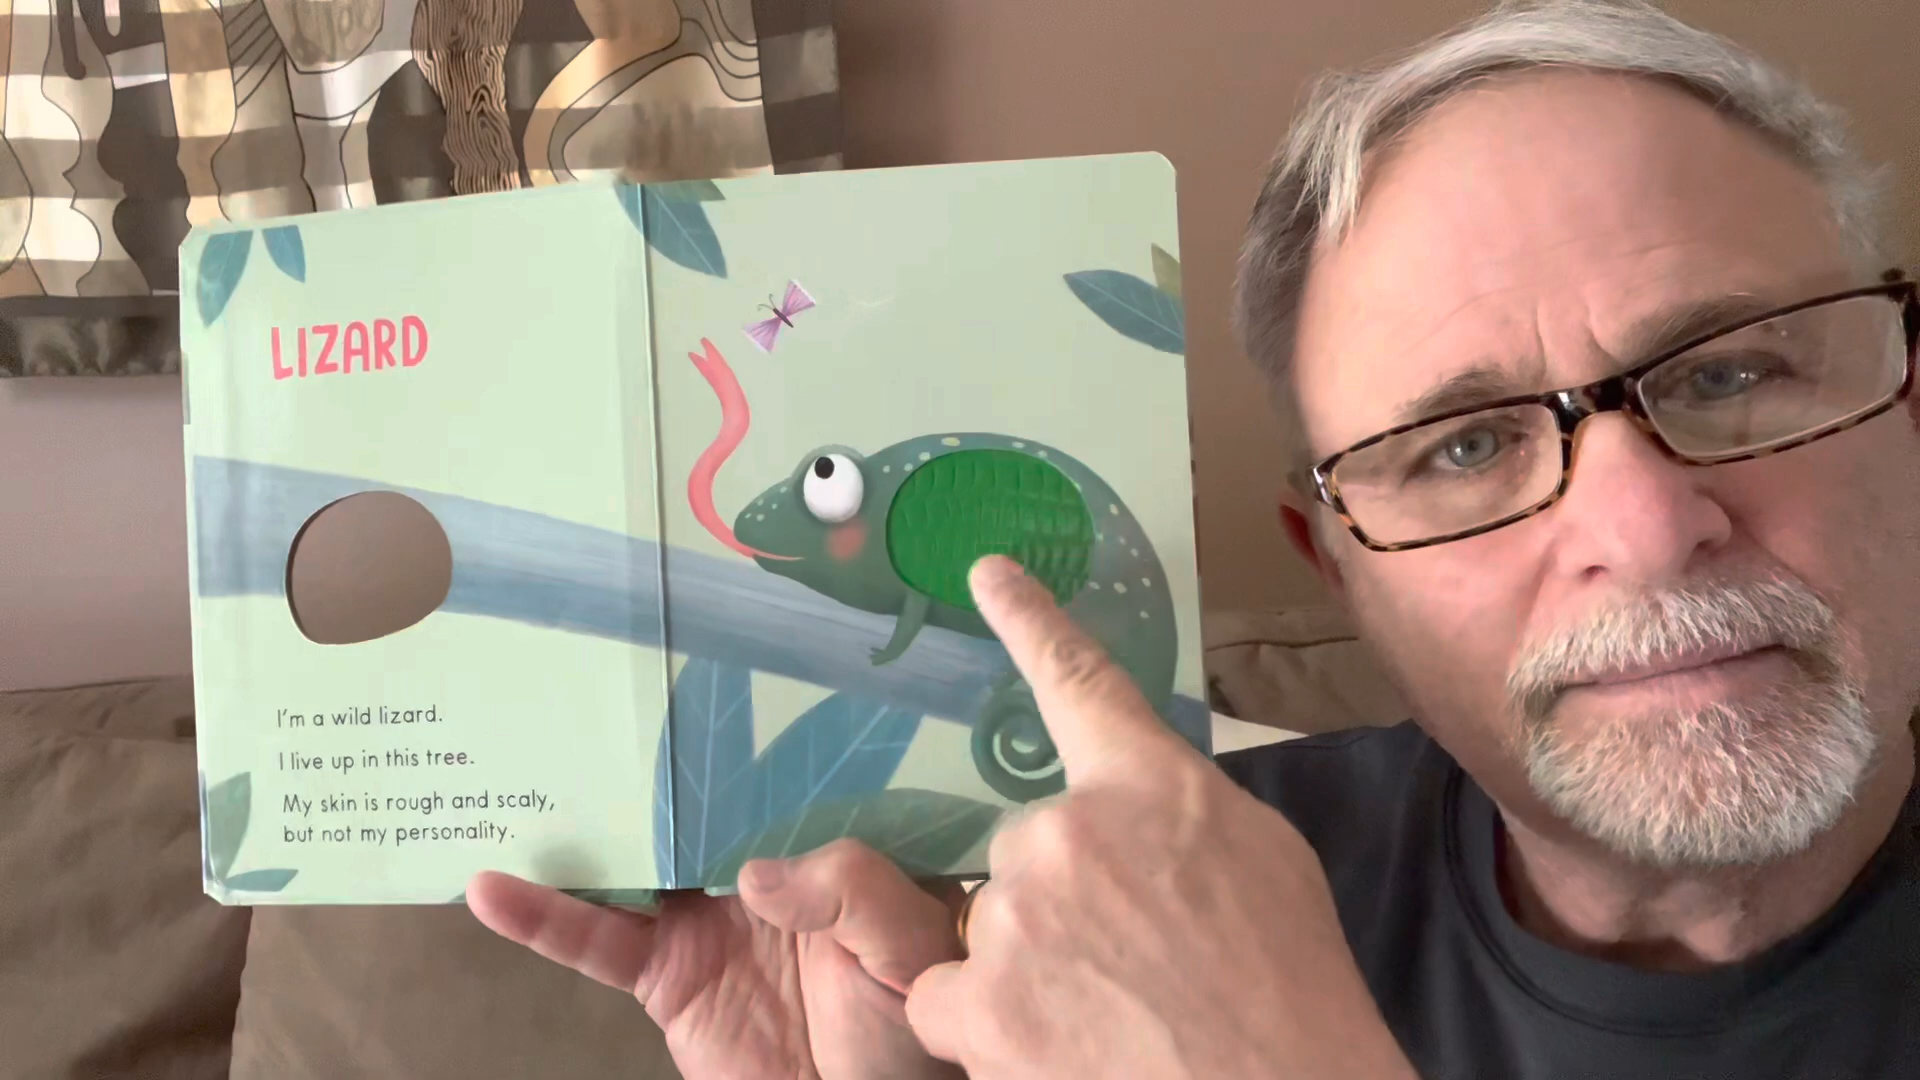 LIZARD
I'm a wild lizard.
I live up in this tree.
My skin is rough and scaly,
but not my personality.